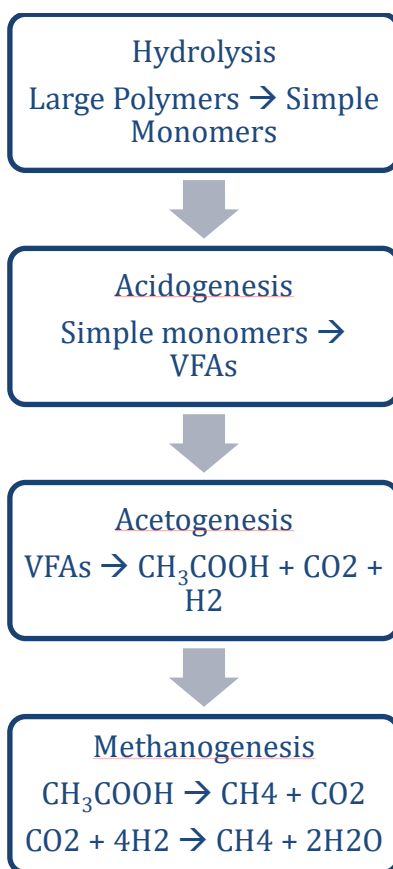 Hydrolysis
Large Polymers → Simple
Monomers
Acidogenesis
Simple monomers →
VFAs
Acetogenesis
VFAs → CH₃COOH + CO2 +
H2
Methanogenesis
CH₃COOH → CH4 + CO2
CO2 + 4H2 → CH4 + 2H2O